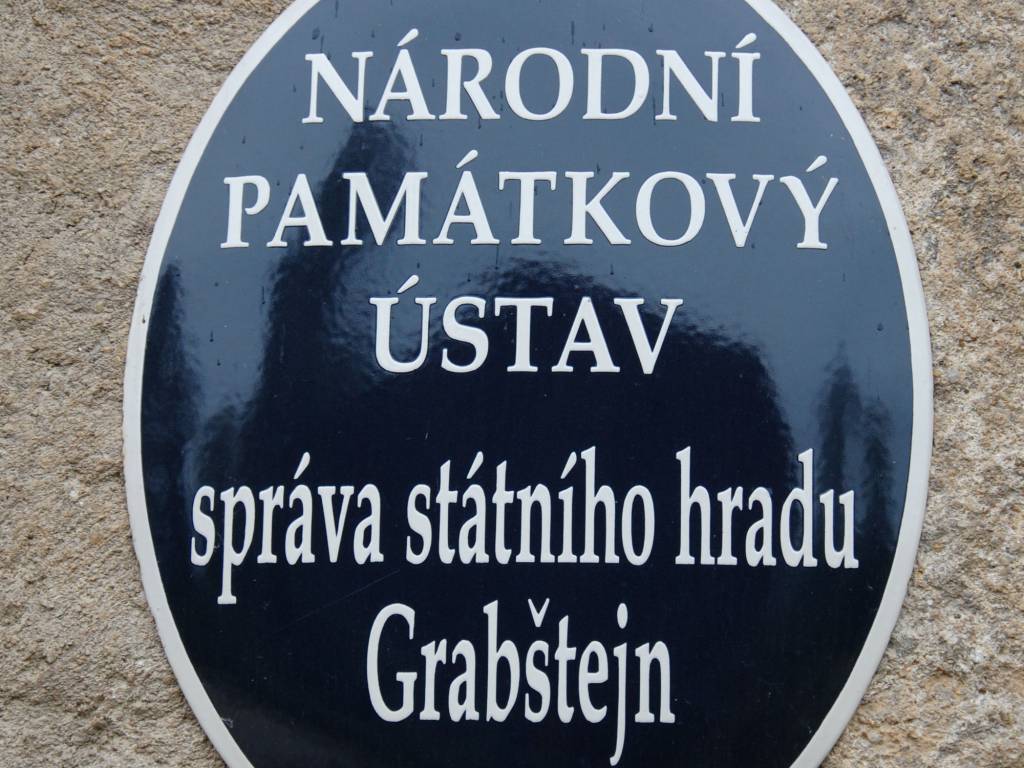 NÁRODNÍ
PAMÁTKOVÝ
ÚSTAV
správa státního hradu
Grabštejn